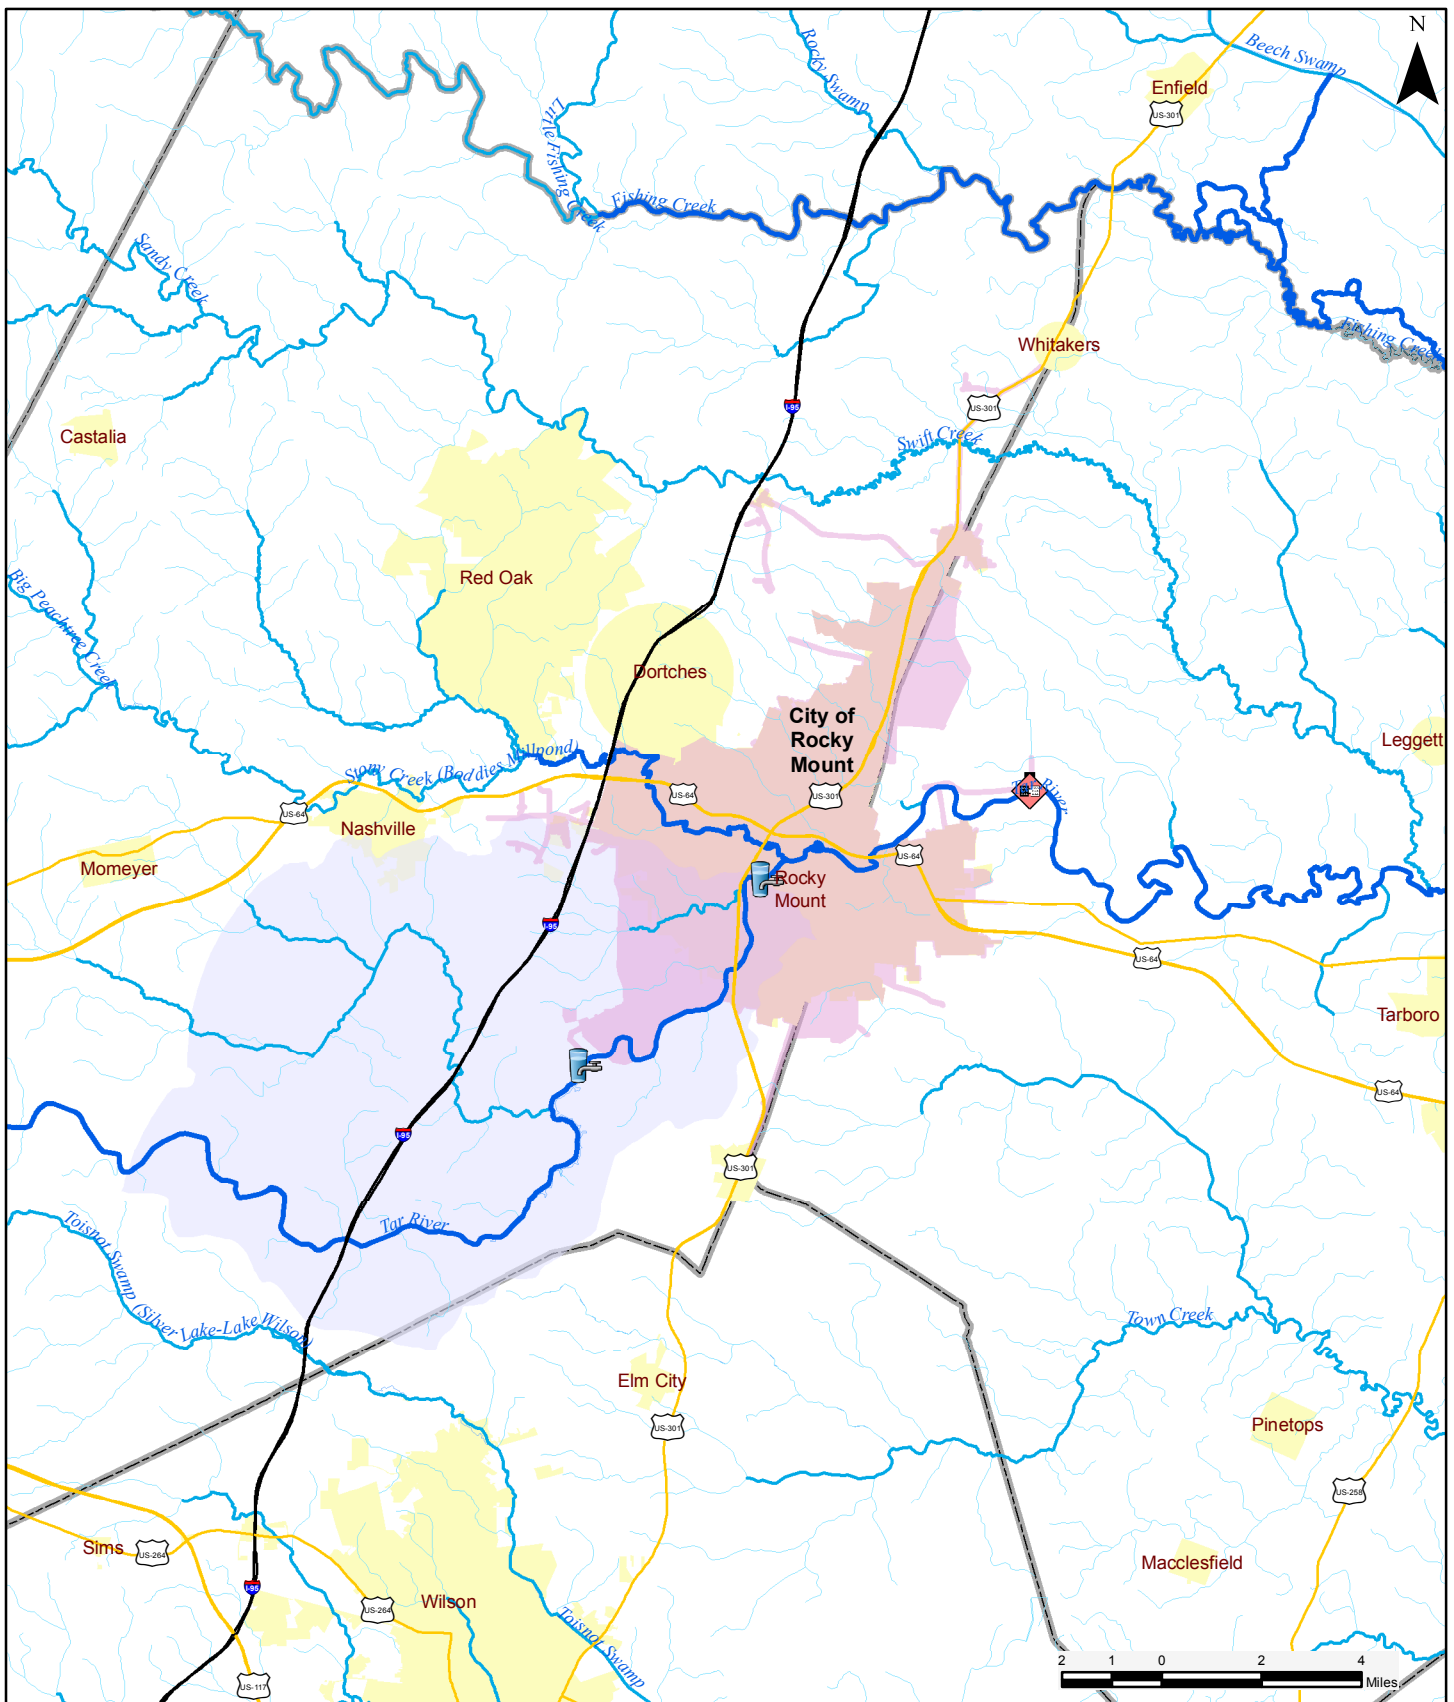 N
Beech Swamp
Rocky Swamp
Enfield
US-301
Little Fishing Creek
Fishing Creek
Sandy Creek
Fishing Creek
Whitakers
I-95
US-301
Castalia
Swift Creek
Red Oak
Big Peachtree Creek
Dortches
City of
Rocky
Mount
Leggett
Stony Creek (Boddies Millpond)
US-64
US-301
River
US-64
Nashville
US-64
Momeyer
Rocky
Mount
I-95
US-64
Tarboro
US-64
I-95
US-301
Tar River
Toisnot Swamp (Silver Lake-Lake Wilson)
Town Creek
Elm City
US-301
Pinetops
US-258
Sims
US-264
Macclesfield
I-95
US-264
Wilson
Toisnot Swamp
US-117
2 1 0 2 4
Miles